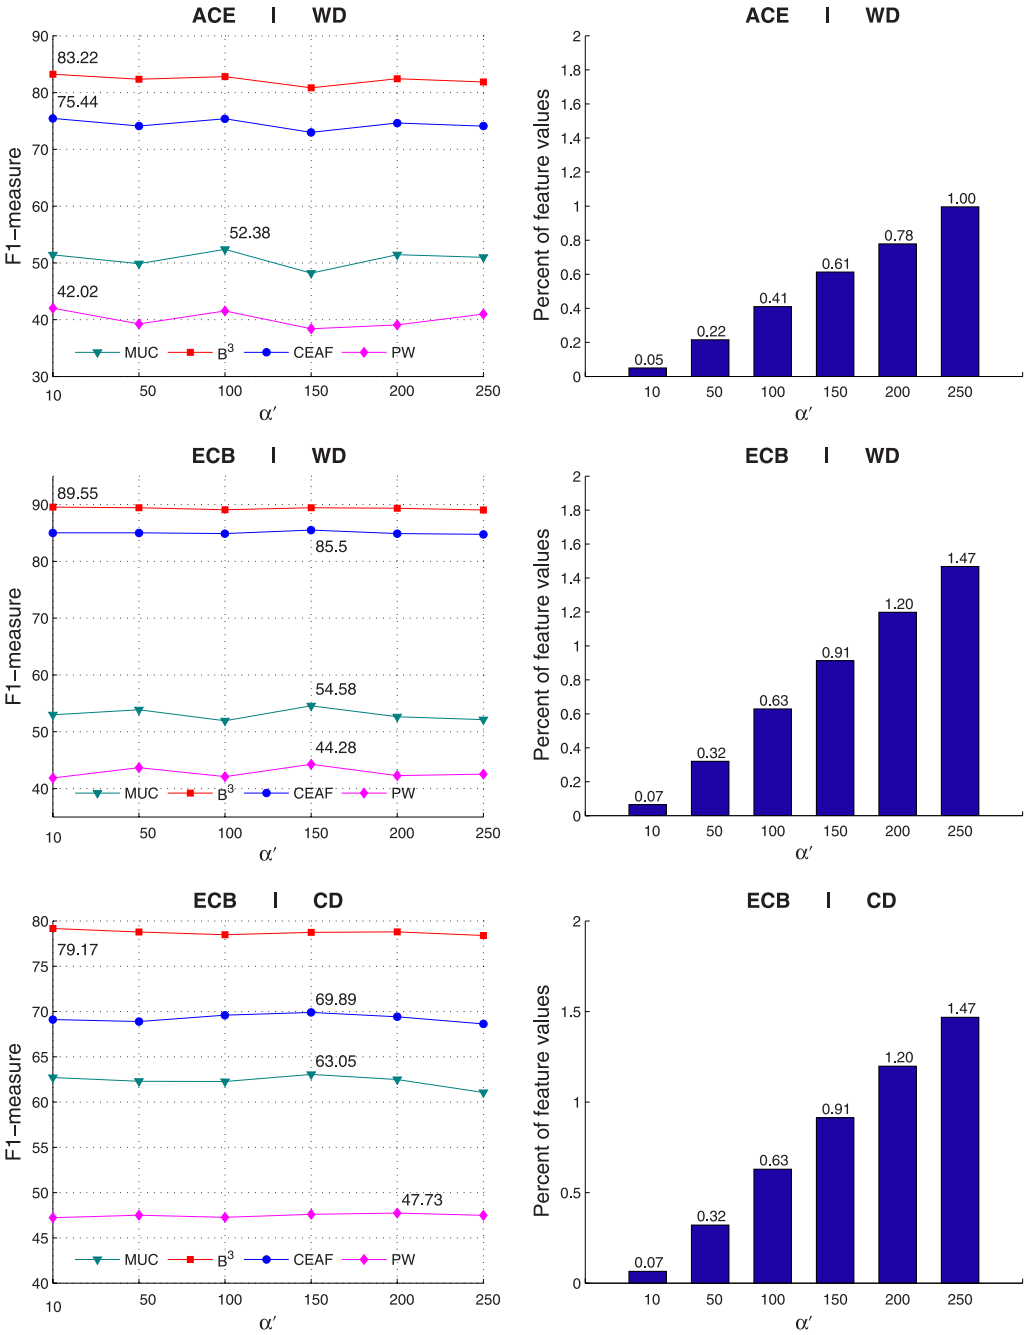 ACE | WD
90
80
70
60
50
40
30
F1-measure
83.22
75.44
52.38
42.02
MUC B³ CEAF PW
10 50 100 150 200 250
α′
ACE | WD
2
1.8
1.6
1.4
1.2
1
0.8
0.6
0.4
0.2
0
Percent of feature values
0.05 0.22 0.41 0.61 0.78 1.00
10 50 100 150 200 250
α′
ECB | WD
90
80
70
60
50
40
F1-measure
89.55
85.5
54.58
44.28
MUC B³ CEAF PW
10 50 100 150 200 250
α′
ECB | WD
2
1.8
1.6
1.4
1.2
1
0.8
0.6
0.4
0.2
0
Percent of feature values
0.07 0.32 0.63 0.91 1.20 1.47
10 50 100 150 200 250
α′
ECB | CD
80
75
70
65
60
55
50
45
40
F1-measure
79.17
69.89
63.05
47.73
MUC B³ CEAF PW
10 50 100 150 200 250
α′
ECB | CD
2
1.5
1
0.5
0
Percent of feature values
0.07 0.32 0.63 0.91 1.20 1.47
10 50 100 150 200 250
α′